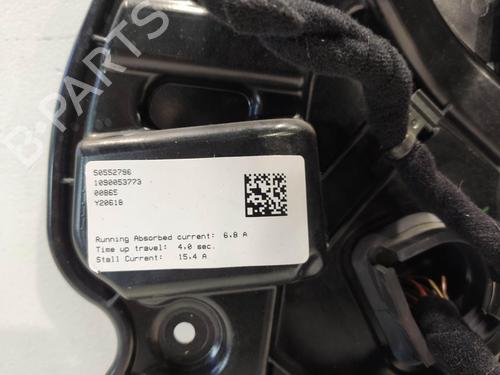 B-PARTS
50552796
1090053773
00865
Y20618
Running Absorbed current: 6.8 A
Time up travel: 4,0 sec.
Stall Current: 15.4 A